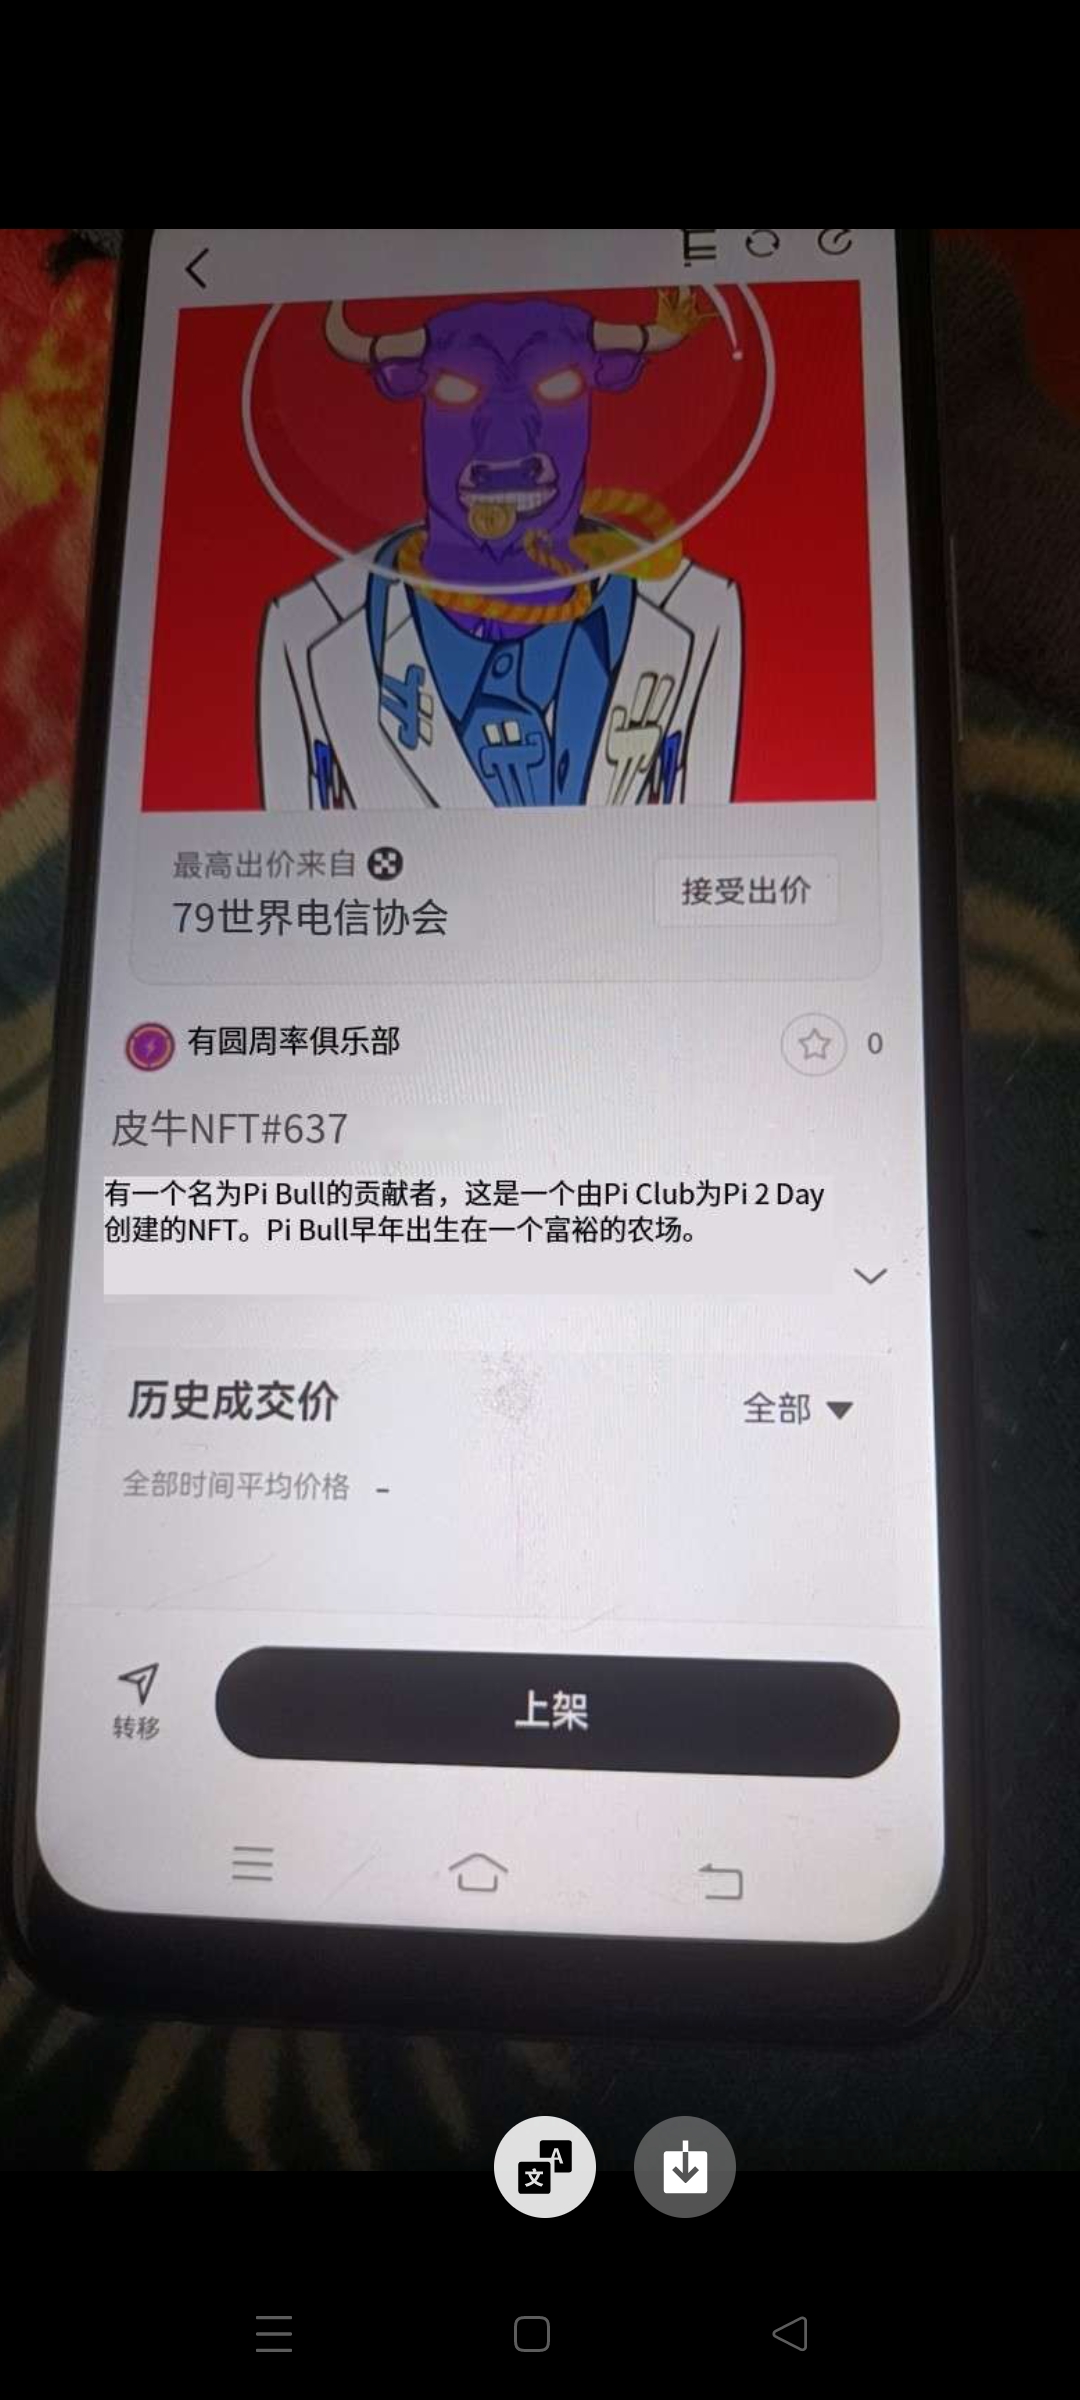 最高出价来自
79世界电信协会
接受出价
有圆周率俱乐部
0
皮牛NFT#637
有一个名为Pi Bull的贡献者，这是一个由Pi Club为Pi 2 Day
创建的NFT。Pi Bull早年出生在一个富裕的农场。
历史成交价
全部
全部时间平均价格 -
转移
上架
文 A